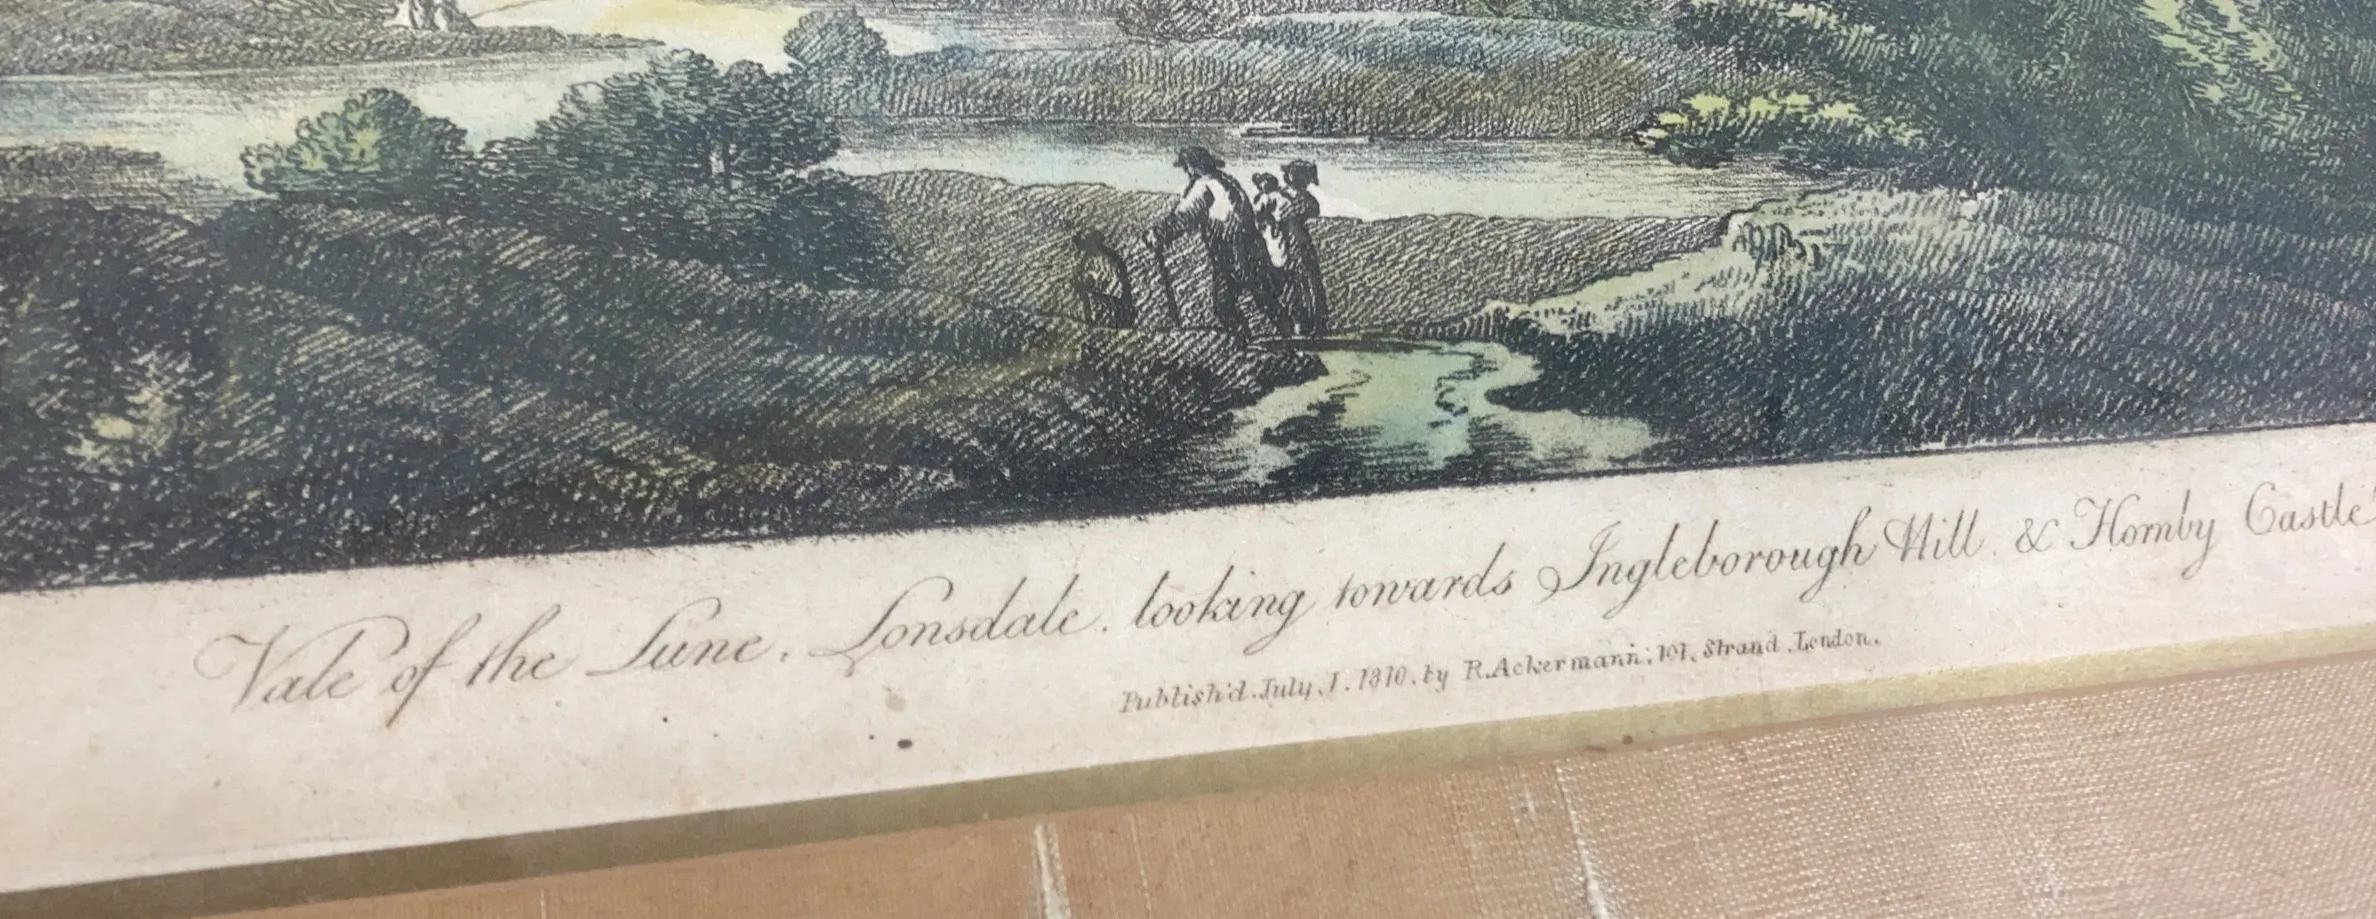 Vale of the Lune, Lonsdale, looking towards Ingleborough Hill, & Hornby Castle
Publish'd July 1. 1810, by R. Ackermann, 101, Strand, London.